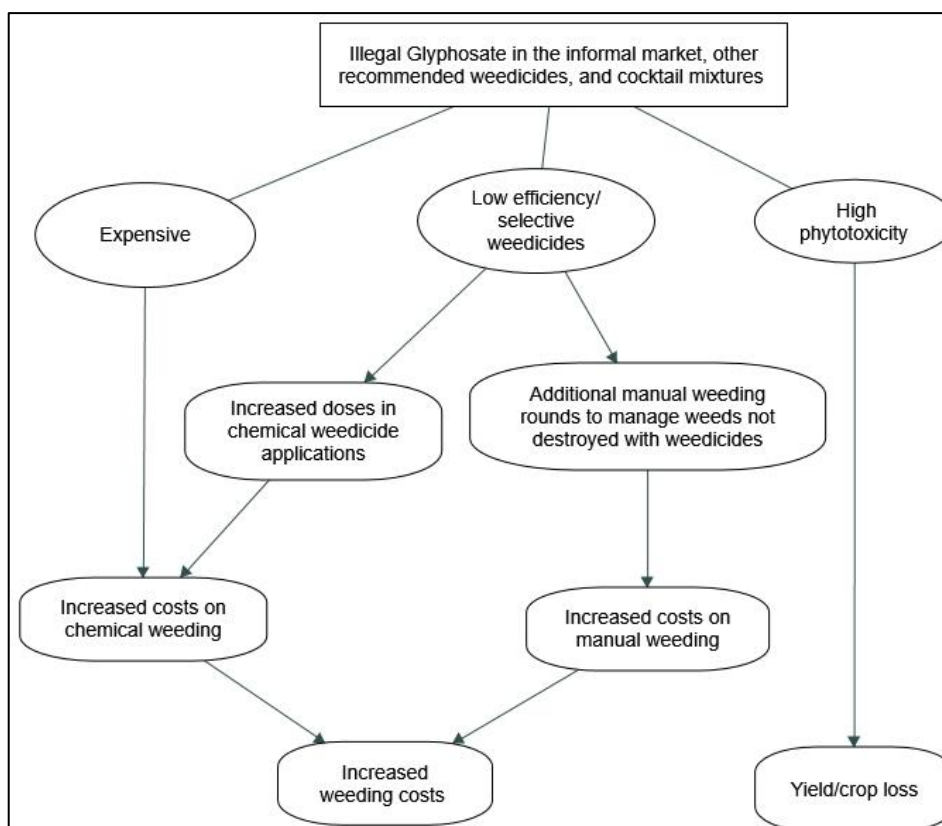 Illegal Glyphosate in the informal market, other
recommended weedicides, and cocktail mixtures
Expensive
Low efficiency/
selective
weedicides
High
phytotoxicity
Increased doses in
chemical weedicide
applications
Additional manual weeding
rounds to manage weeds not
destroyed with weedicides
Increased costs on
chemical weeding
Increased costs on
manual weeding
Increased
weeding costs
Yield/crop loss